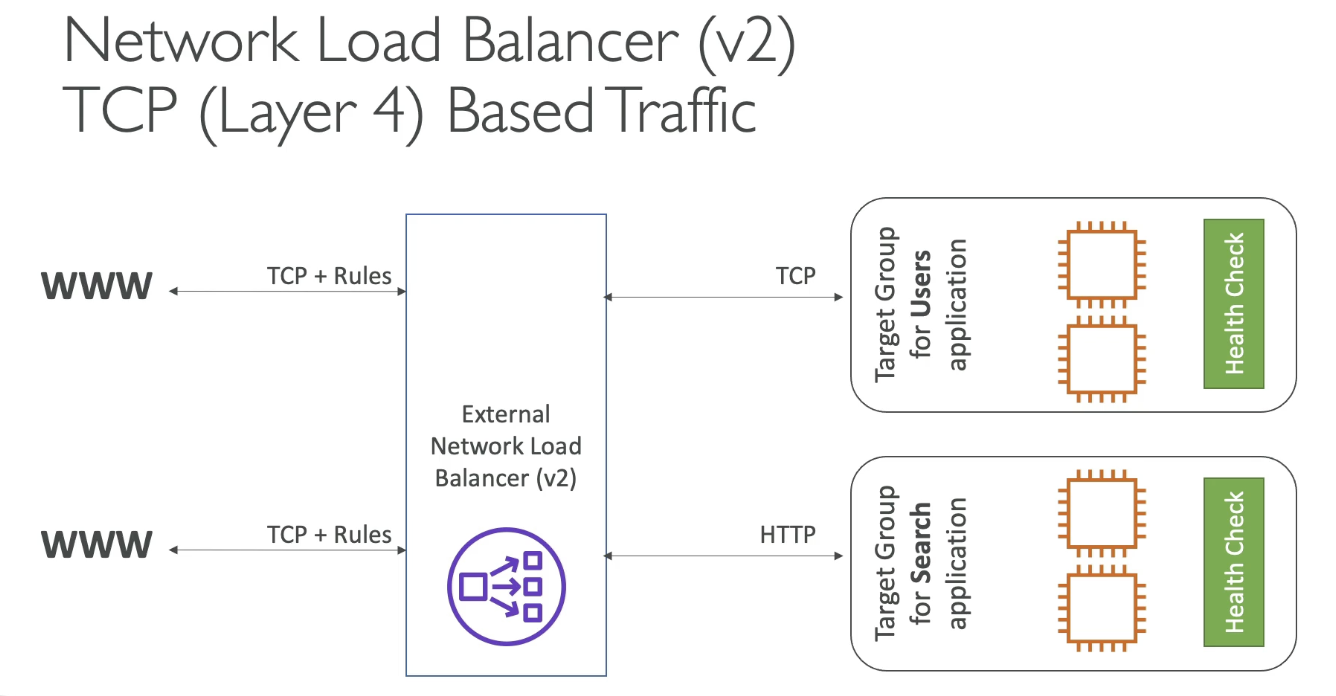 Network Load Balancer (v2)
TCP (Layer 4) Based Traffic
WWW
TCP + Rules
TCP
Target Group
for Users
application
Health Check
External
Network Load
Balancer (v2)
WWW
TCP + Rules
HTTP
Target Group
for Search
application
Health Check